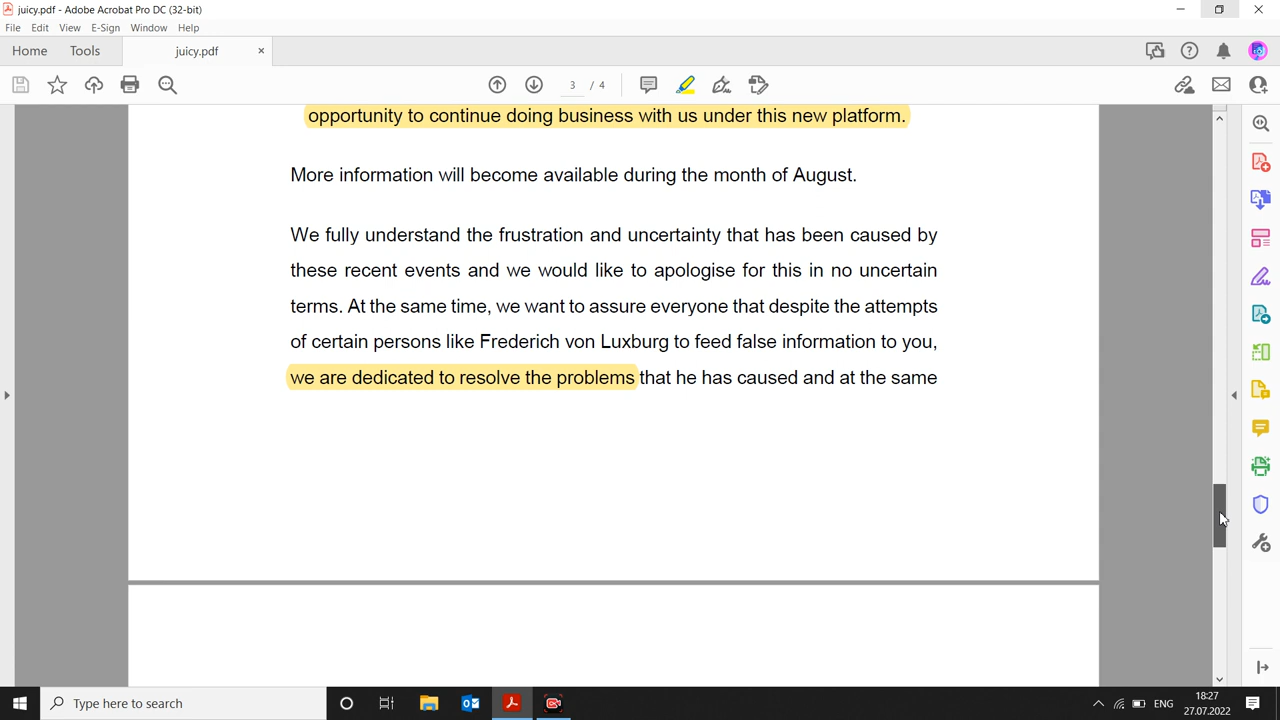 juicy.pdf - Adobe Acrobat Pro DC (32-bit)
File Edit View E-Sign Window Help
Home Tools juicy.pdf ×
3 / 4
opportunity to continue doing business with us under this new platform.
More information will become available during the month of August.
We fully understand the frustration and uncertainty that has been caused by
these recent events and we would like to apologise for this in no uncertain
terms. At the same time, we want to assure everyone that despite the attempts
of certain persons like Frederich von Luxburg to feed false information to you,
we are dedicated to resolve the problems that he has caused and at the same
Type here to search
ENG
18:27
27.07.2022